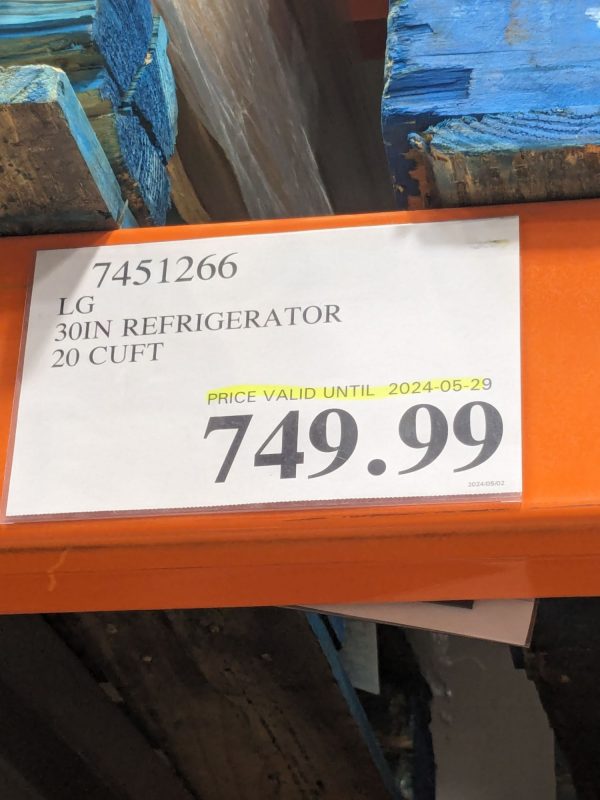 7451266
LG
30IN REFRIGERATOR
20 CUFT
PRICE VALID UNTIL 2024-05-29
749.99
2024/05/02